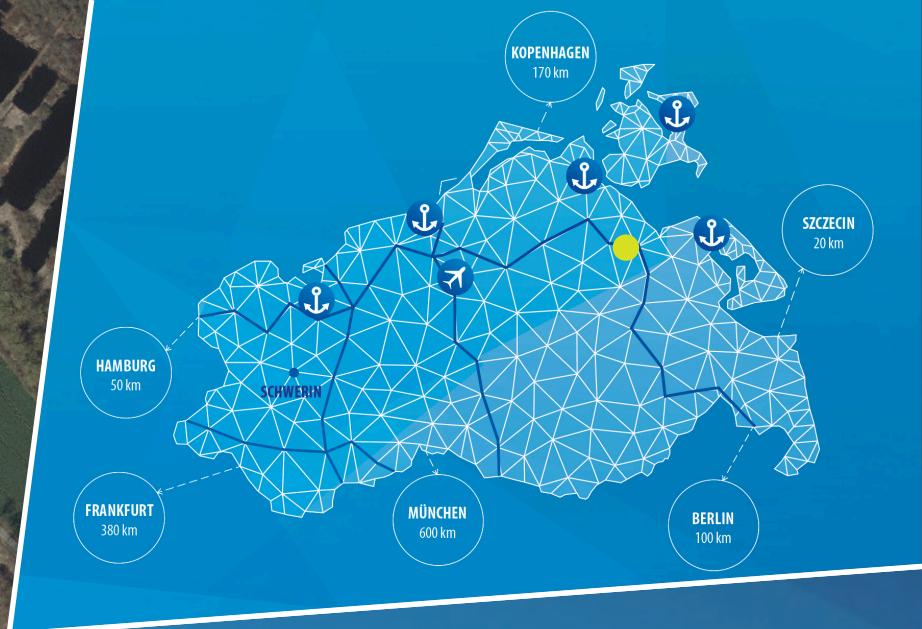 KOPENHAGEN
170 km
SZCZECIN
20 km
HAMBURG
50 km
SCHWERIN
FRANKFURT
380 km
MÜNCHEN
600 km
BERLIN
100 km